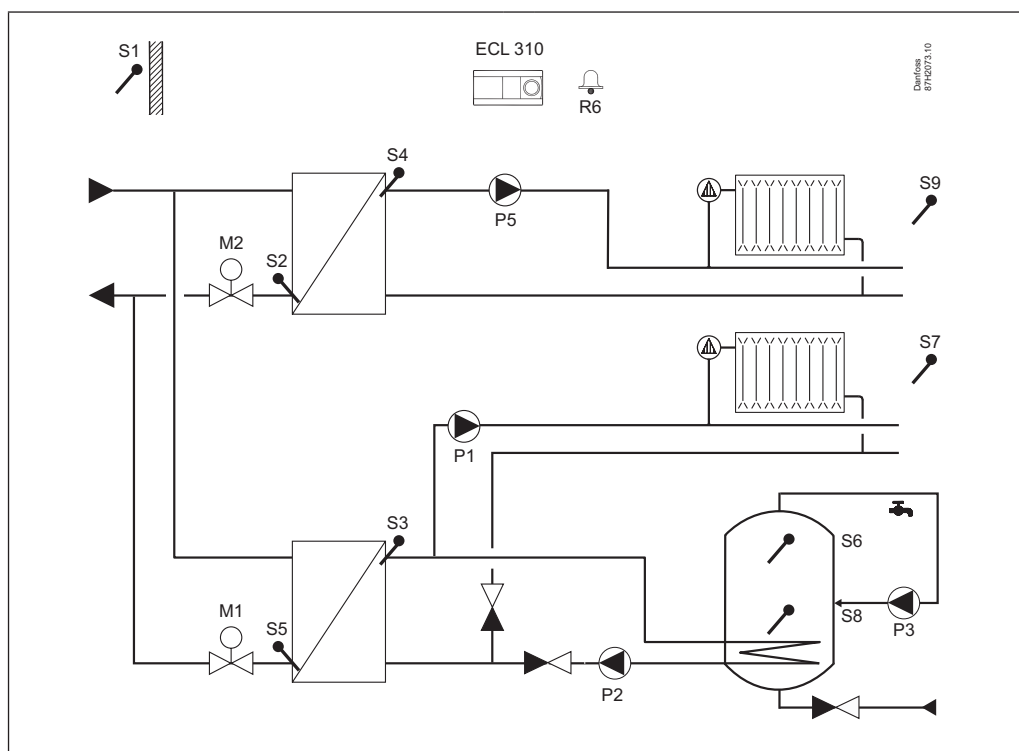 S1
ECL 310
R6
Danfoss
87H2073.10
S4
P5
S9
M2
S2
S7
P1
S3
S6
M1
S5
S8
P3
P2